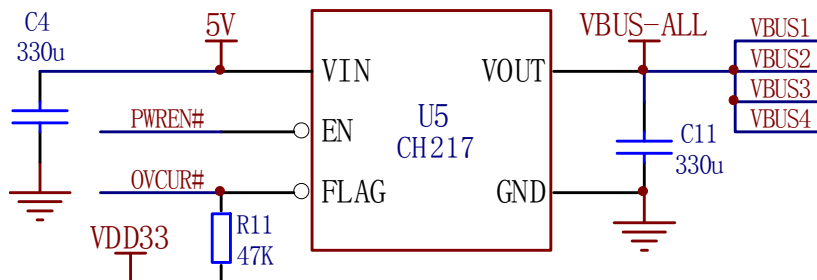 C4
330u
5V
VBUS-ALL
VBUS1
VBUS2
VBUS3
VBUS4
VIN
VOUT
PWREN#
EN
U5
CH217
C11
330u
OVCUR#
FLAG
GND
R11
47K
VDD33